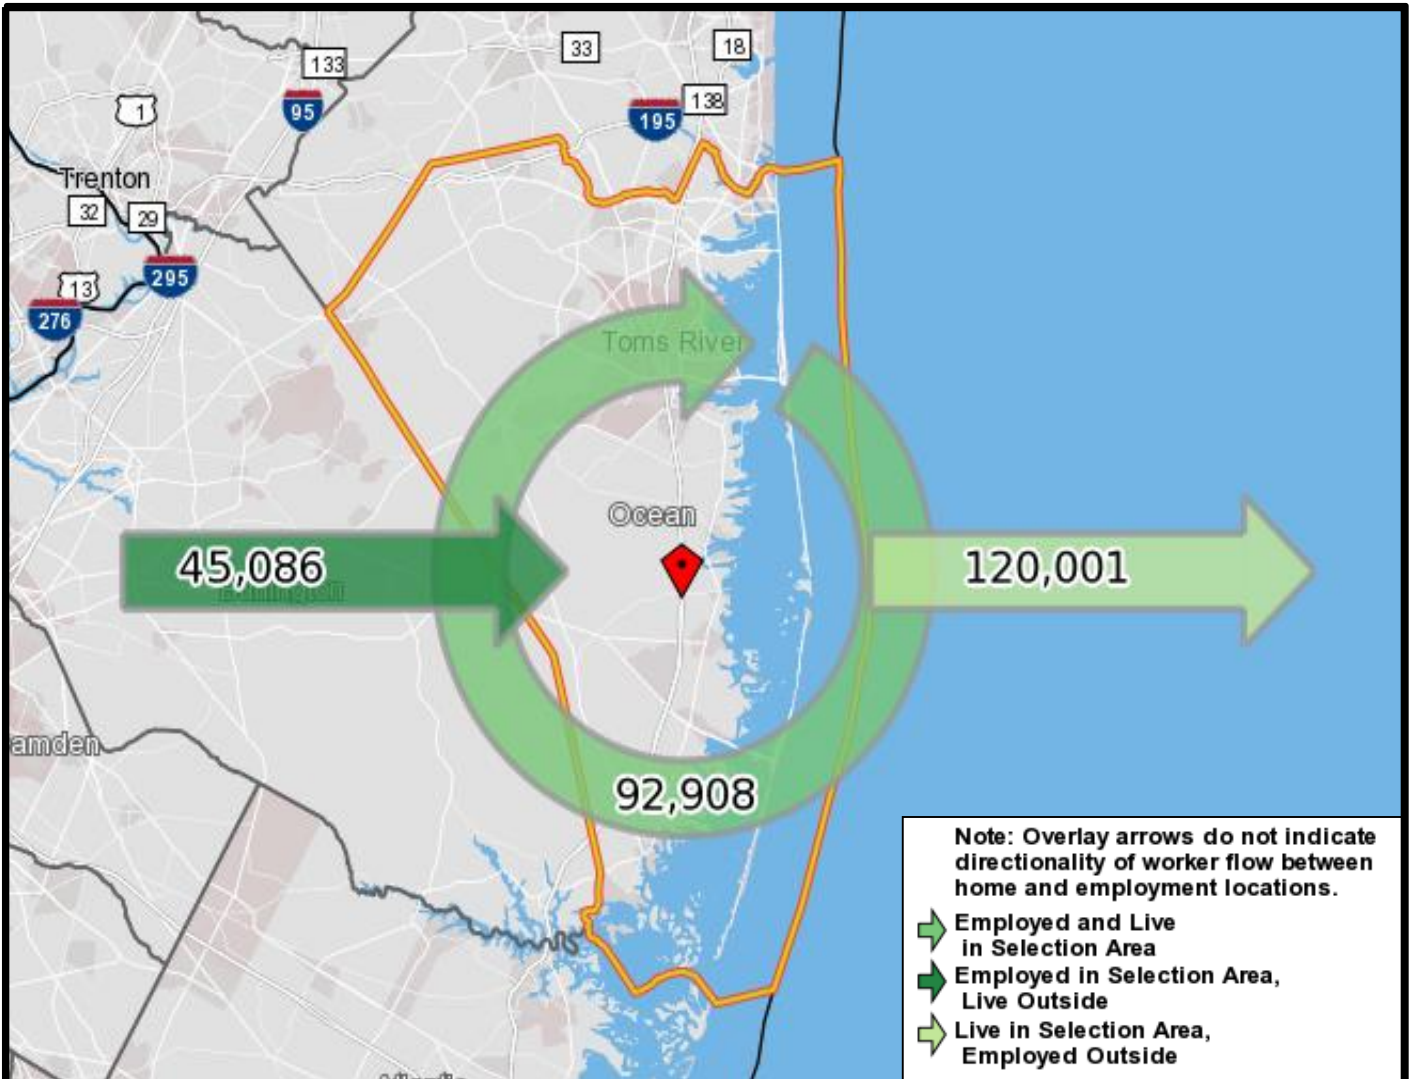 33
18
133
138
1
95
195
Trenton
32
29
295
13
276
Toms River
Ocean
45,086
120,001
Burlington
amden
92,908
Note: Overlay arrows do not indicate
directionality of worker flow between
home and employment locations.
Employed and Live
in Selection Area
Employed in Selection Area,
Live Outside
Live in Selection Area,
Employed Outside